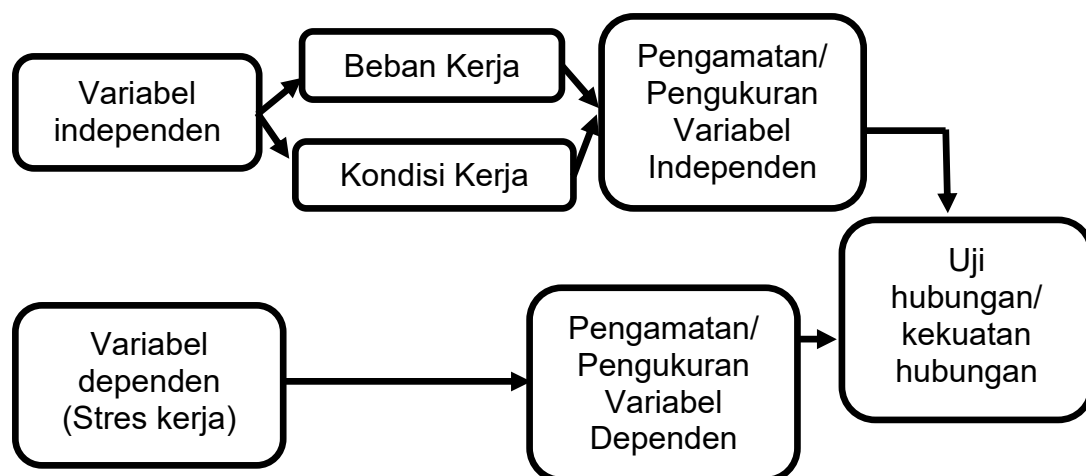 Variabel
independen
Beban Kerja
Kondisi Kerja
Pengamatan/
Pengukuran
Variabel
Independen
Variabel
dependen
(Stres kerja)
Pengamatan/
Pengukuran
Variabel
Dependen
Uji
hubungan/
kekuatan
hubungan